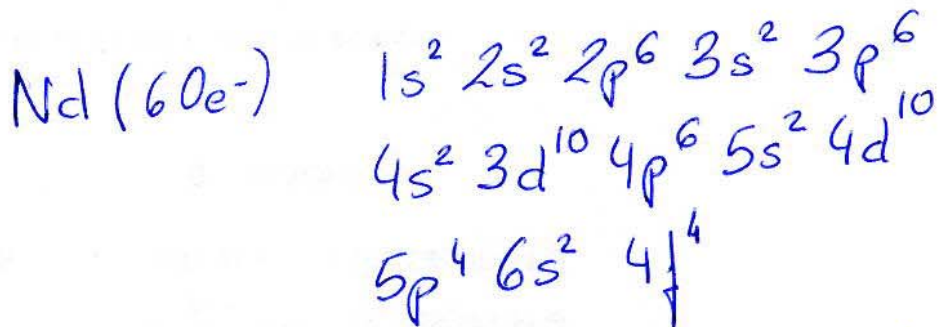 Nd (60e⁻) 1s² 2s² 2p⁶ 3s² 3p⁶
4s² 3d¹⁰ 4p⁶ 5s² 4d¹⁰
5p⁴ 6s² 4f⁴